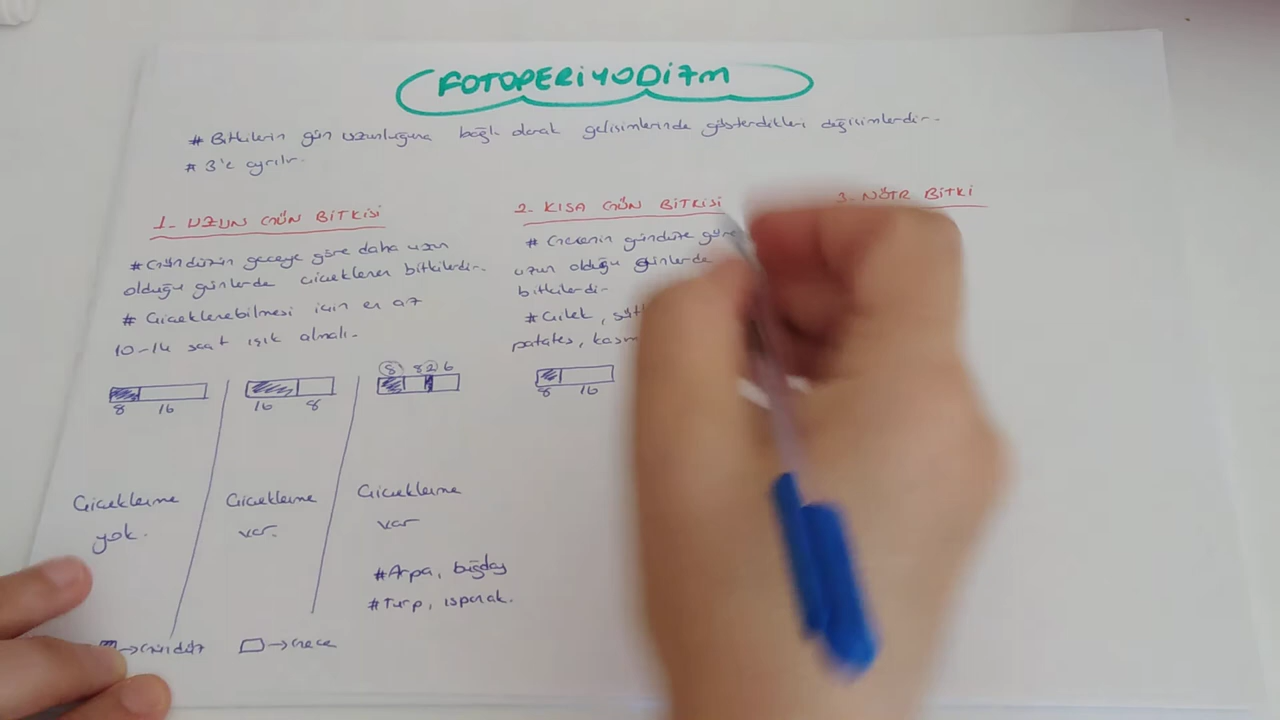 FOTOPERİYODİZM
# Bitkilerin gün uzunluğuna bağlı olarak gelişimlerinde gösterdikleri değişimlerdir.
# 3'e ayrılır.
1- UZUN GÜN BİTKİSİ
# Gündüzün geceye göre daha uzun
olduğu günlerde çiçeklenen bitkilerdir.
# Çiçeklenebilmesi için en az
10-14 saat ışık almalı.
8 16
16 8
8 8 2 6
Çiçeklenme
yok.
Çiçeklenme
var.
Çiçeklenme
var
# Arpa, buğday
# Turp, ıspanak.
→ Gündüz
→ Gece
2- KISA GÜN BİTKİSİ
# Gecenin gündüze göre
uzun olduğu günlerde
bitkilerdir
# Çilek,
patates,
8 16
3- NÖTR BİTKİ